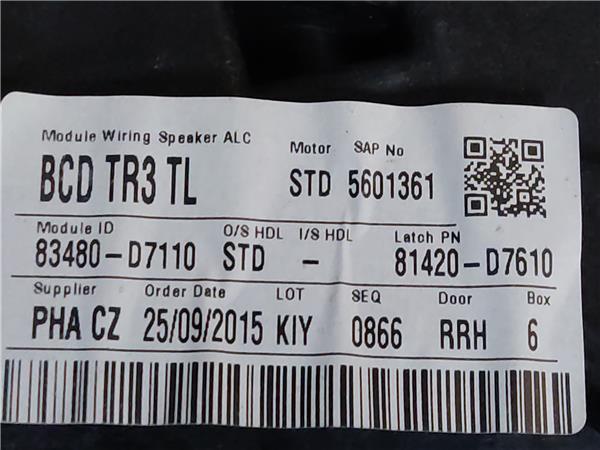 Module Wiring Speaker ALC Motor SAP No
BCD TR3 TL STD 5601361
Module ID O/S HDL I/S HDL Latch PN
83480-D7110 STD - 81420-D7610
Supplier Order Date LOT SEQ Door Box
PHA CZ 25/09/2015 KIY 0866 RRH 6